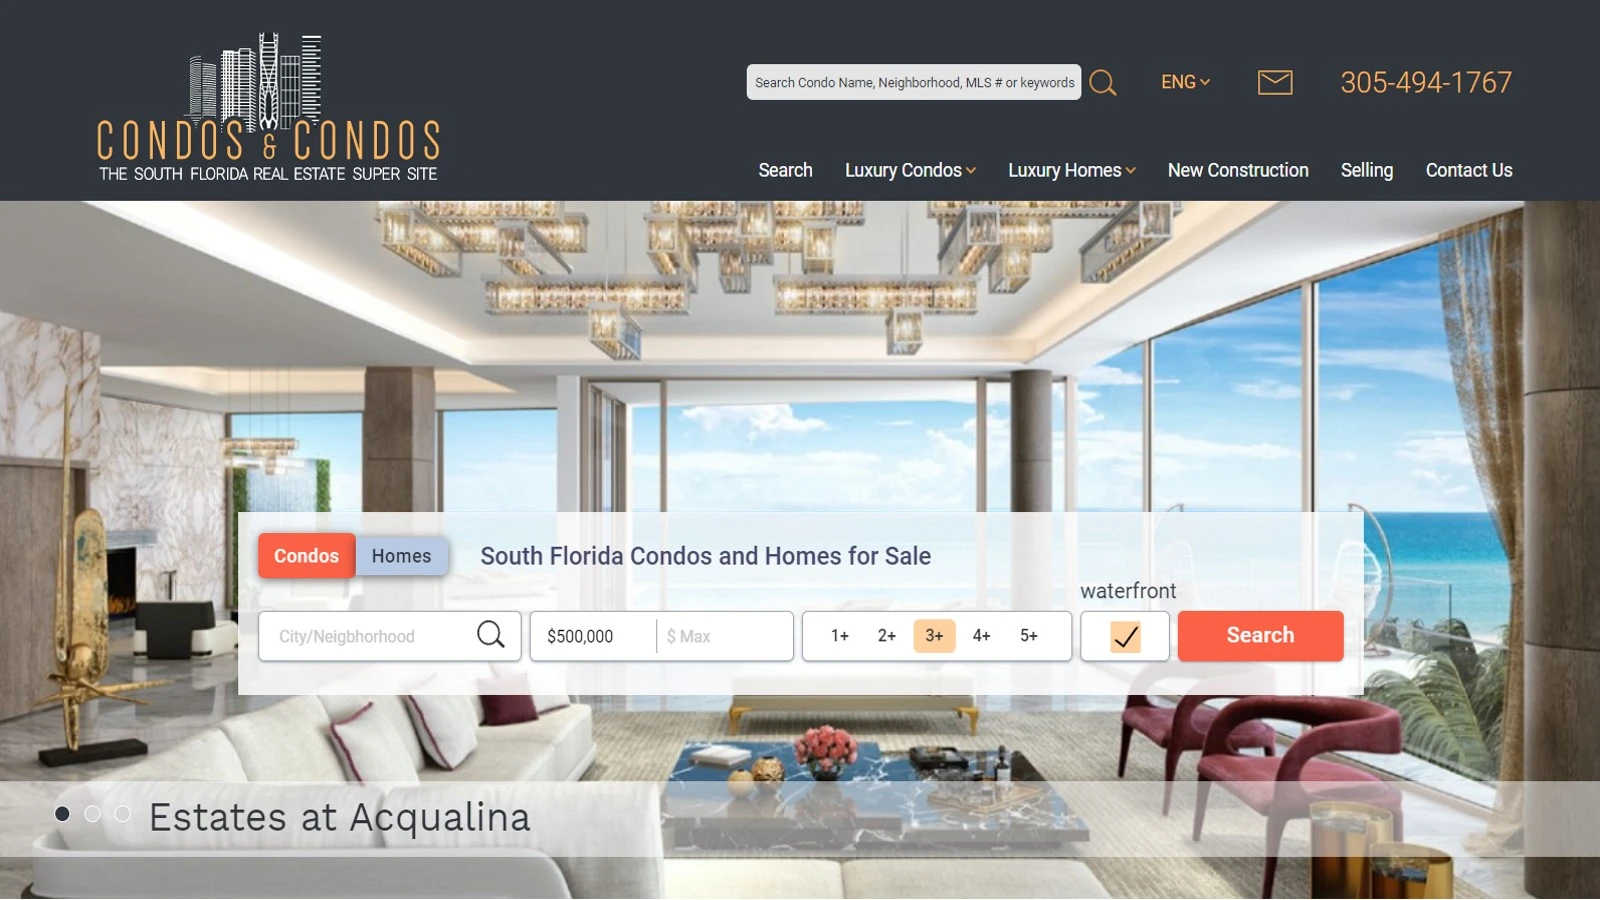 CONDOS & CONDOS
THE SOUTH FLORIDA REAL ESTATE SUPER SITE
Search Condo Name, Neighborhood, MLS # or keywords
ENG
305-494-1767
Search
Luxury Condos
Luxury Homes
New Construction
Selling
Contact Us
Condos
Homes
South Florida Condos and Homes for Sale
waterfront
City/Neigbhorhood
$500,000
$ Max
1+
2+
3+
4+
5+
Search
Estates at Acqualina